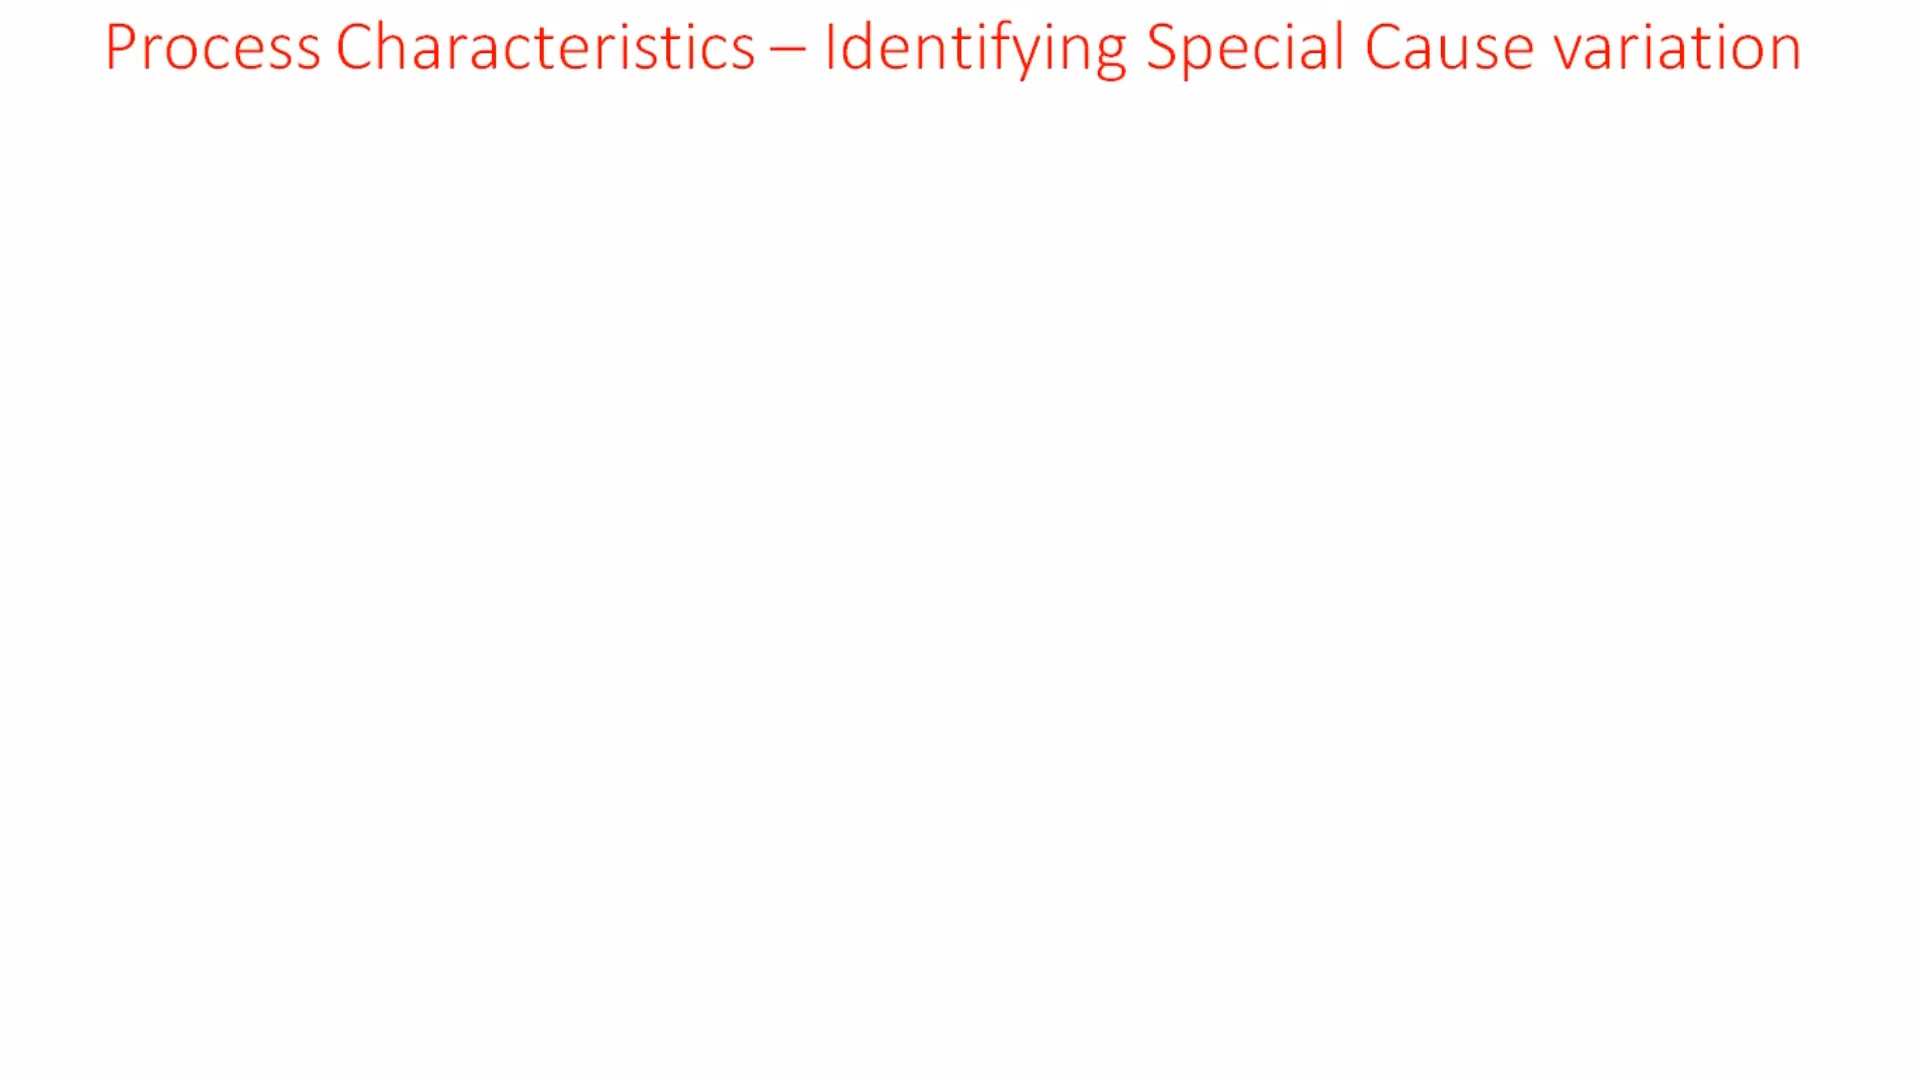 Process Characteristics – Identifying Special Cause variation